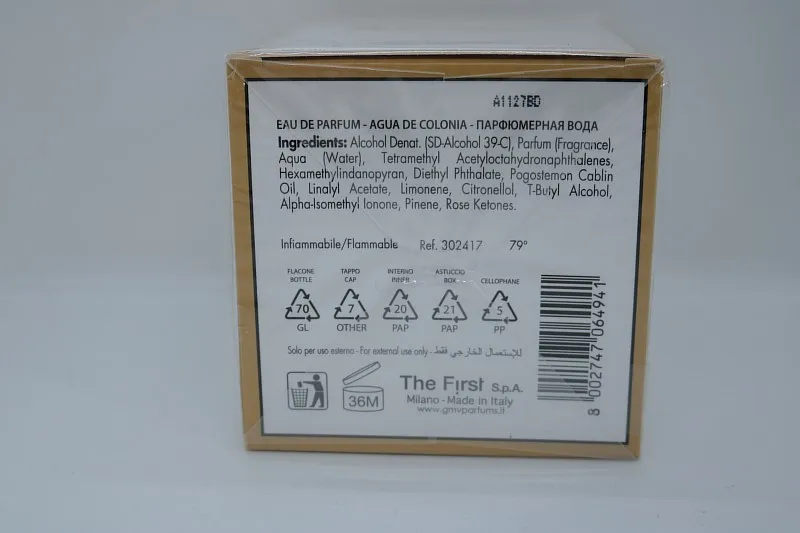 A1127BD
EAU DE PARFUM - AGUA DE COLONIA - ПАРФЮМЕРНАЯ ВОДА
Ingredients: Alcohol Denat. (SD-Alcohol 39-C), Parfum (Fragrance),
Aqua (Water), Tetramethyl Acetyloctahydronaphthalenes,
Hexamethylindanopyran, Diethyl Phthalate, Pogostemon Cablin
Oil, Linalyl Acetate, Limonene, Citronellol, T-Butyl Alcohol,
Alpha-Isomethyl Ionone, Pinene, Rose Ketones.
Infiammabile/Flammable Ref. 302417 79°
FLACONE BOTTLE
TAPPO CAP
INTERNO INNER
ASTUCCIO BOX
CELLOPHANE
70 7 20 21 5
GL OTHER PAP PAP PP
Solo per uso esterno - For external use only - للإستعمال الخارجي فقط
36M
The First S.p.A.
Milano - Made in Italy
www.gmvparfums.it
8 002747 064941